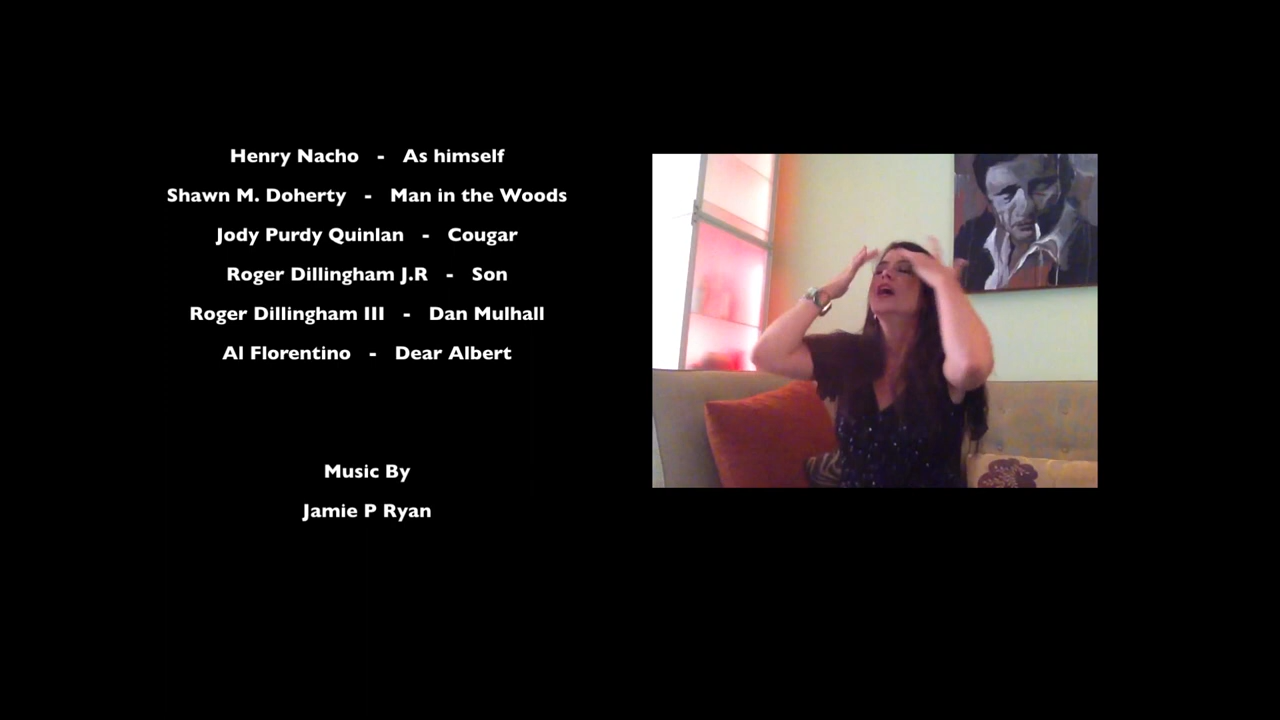 Henry Nacho - As himself
Shawn M. Doherty - Man in the Woods
Jody Purdy Quinlan - Cougar
Roger Dillingham J.R - Son
Roger Dillingham III - Dan Mulhall
Al Florentino - Dear Albert
Music By
Jamie P Ryan